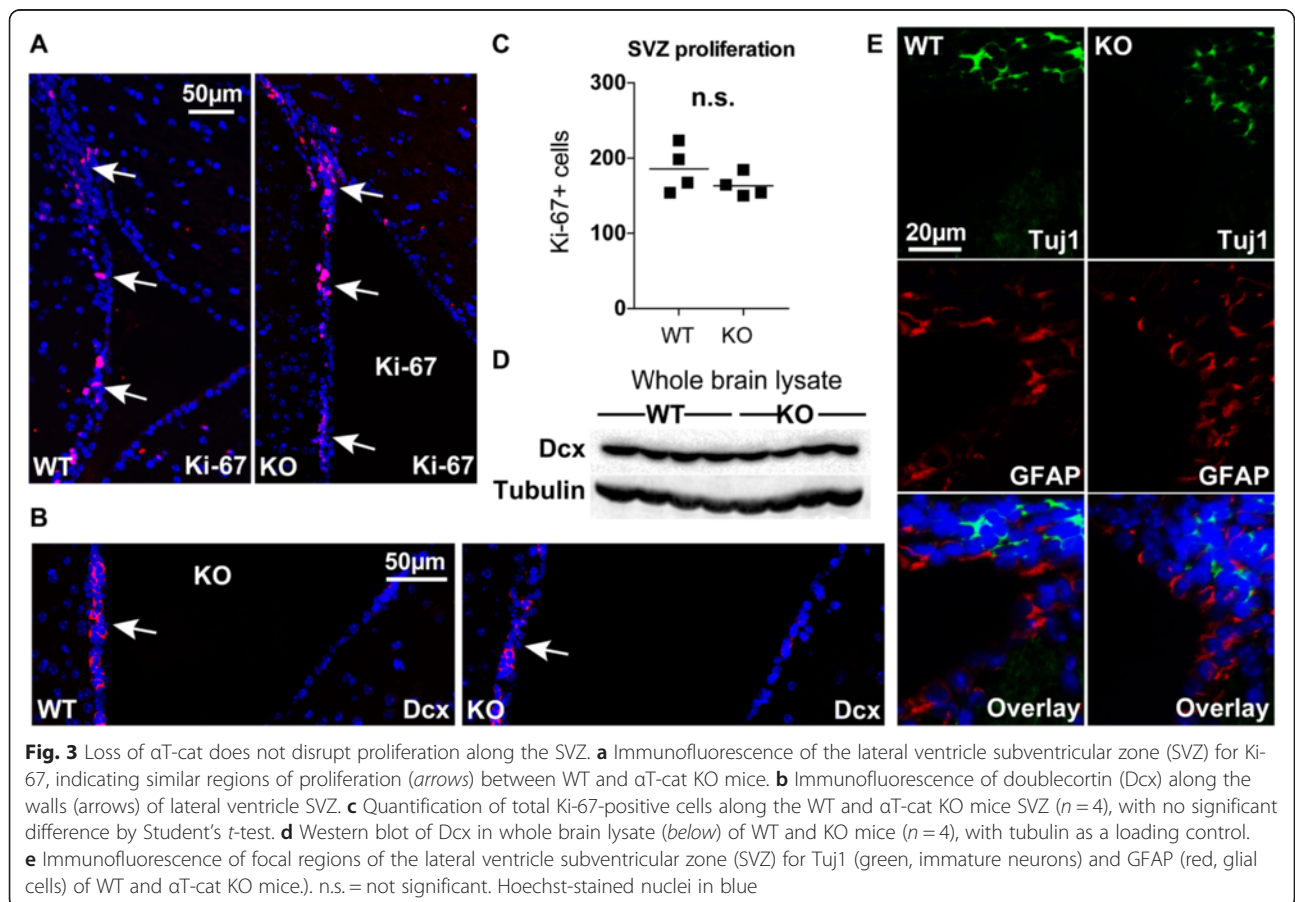 A
50µm
WT
Ki-67
Ki-67
KO
Ki-67
B
KO
50µm
WT
Dcx
KO
Dcx
C
SVZ proliferation
n.s.
Ki-67+ cells
300
200
100
0
WT
KO
D
Whole brain lysate
WT
KO
Dcx
Tubulin
E
WT
KO
20µm
Tuj1
Tuj1
GFAP
GFAP
Overlay
Overlay
Fig. 3 Loss of αT-cat does not disrupt proliferation along the SVZ. a Immunofluorescence of the lateral ventricle subventricular zone (SVZ) for Ki-
67, indicating similar regions of proliferation (arrows) between WT and αT-cat KO mice. b Immunofluorescence of doublecortin (Dcx) along the
walls (arrows) of lateral ventricle SVZ. c Quantification of total Ki-67-positive cells along the WT and αT-cat KO mice SVZ (n = 4), with no significant
difference by Student's t-test. d Western blot of Dcx in whole brain lysate (below) of WT and KO mice (n = 4), with tubulin as a loading control.
e Immunofluorescence of focal regions of the lateral ventricle subventricular zone (SVZ) for Tuj1 (green, immature neurons) and GFAP (red, glial
cells) of WT and αT-cat KO mice.). n.s. = not significant. Hoechst-stained nuclei in blue